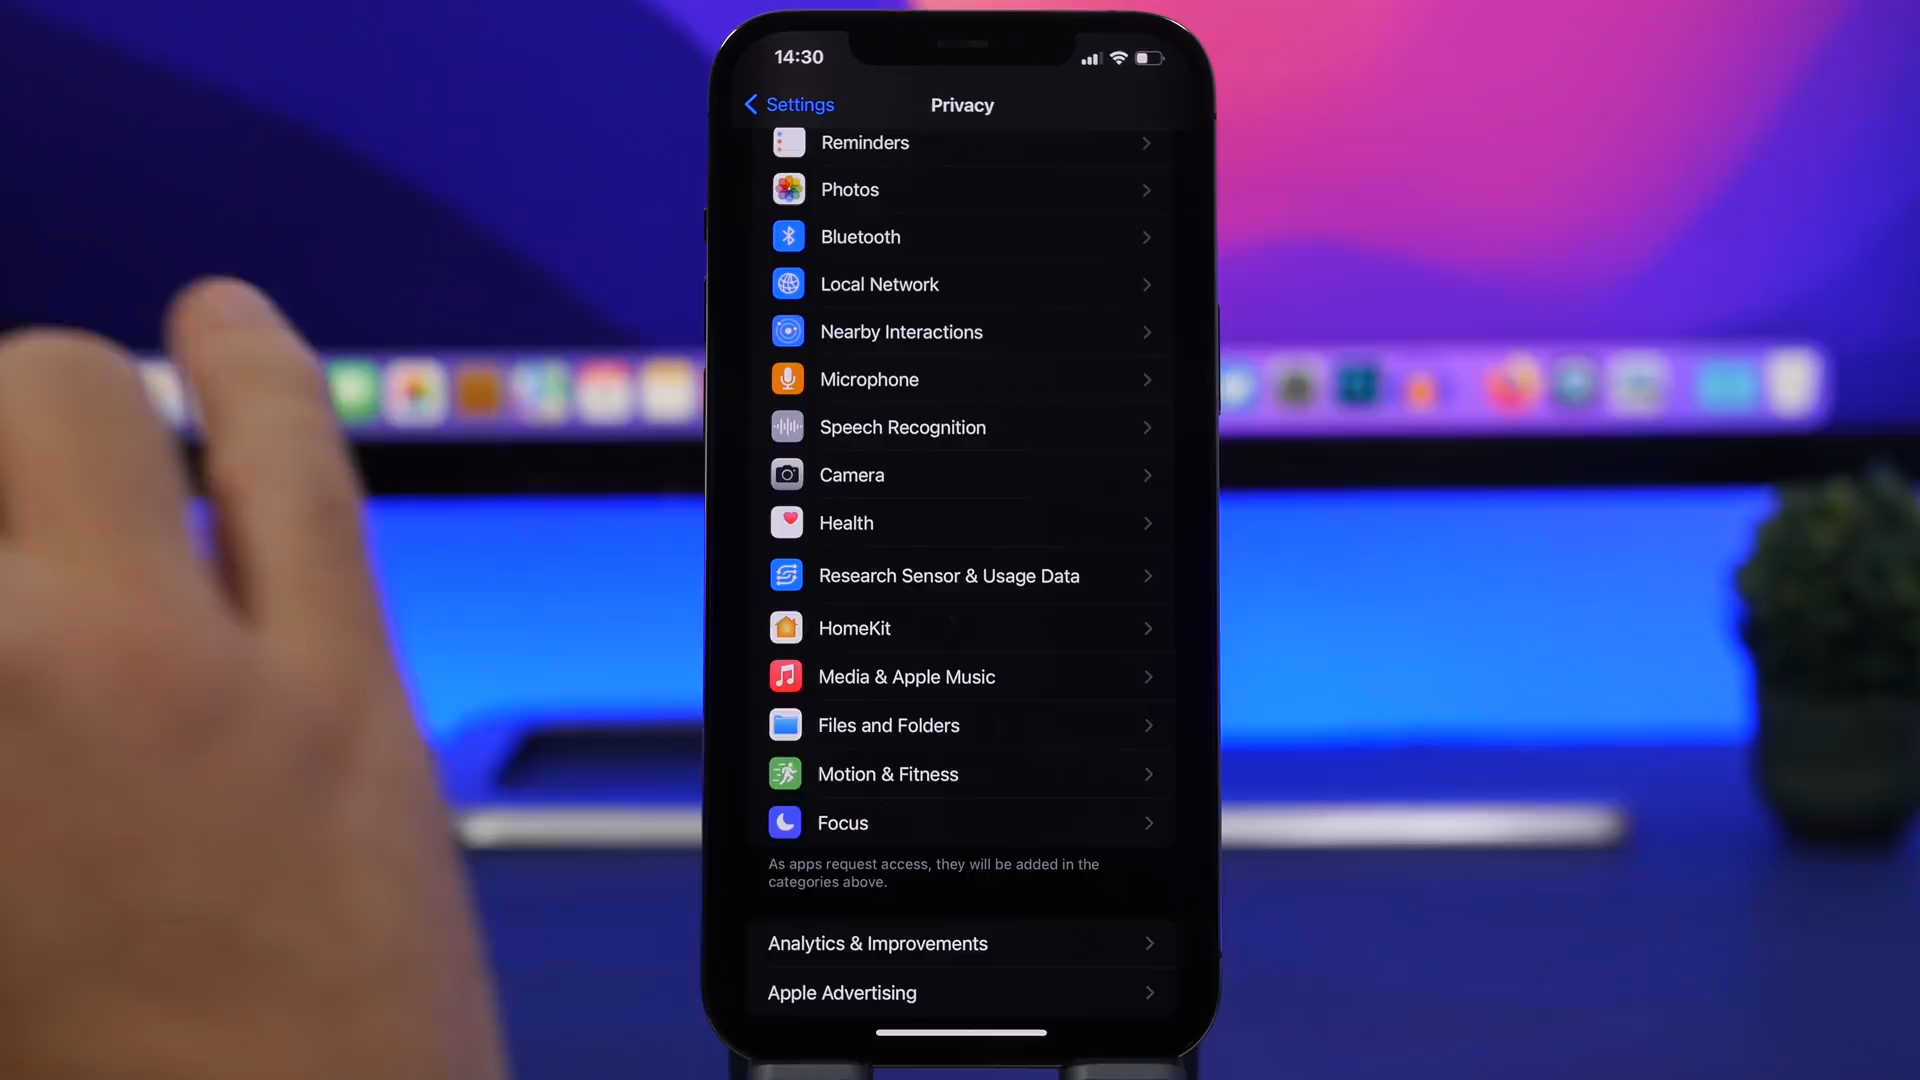 14:30
Settings
Privacy
Reminders
Photos
Bluetooth
Local Network
Nearby Interactions
Microphone
Speech Recognition
Camera
Health
Research Sensor & Usage Data
HomeKit
Media & Apple Music
Files and Folders
Motion & Fitness
Focus
As apps request access, they will be added in the
categories above.
Analytics & Improvements
Apple Advertising